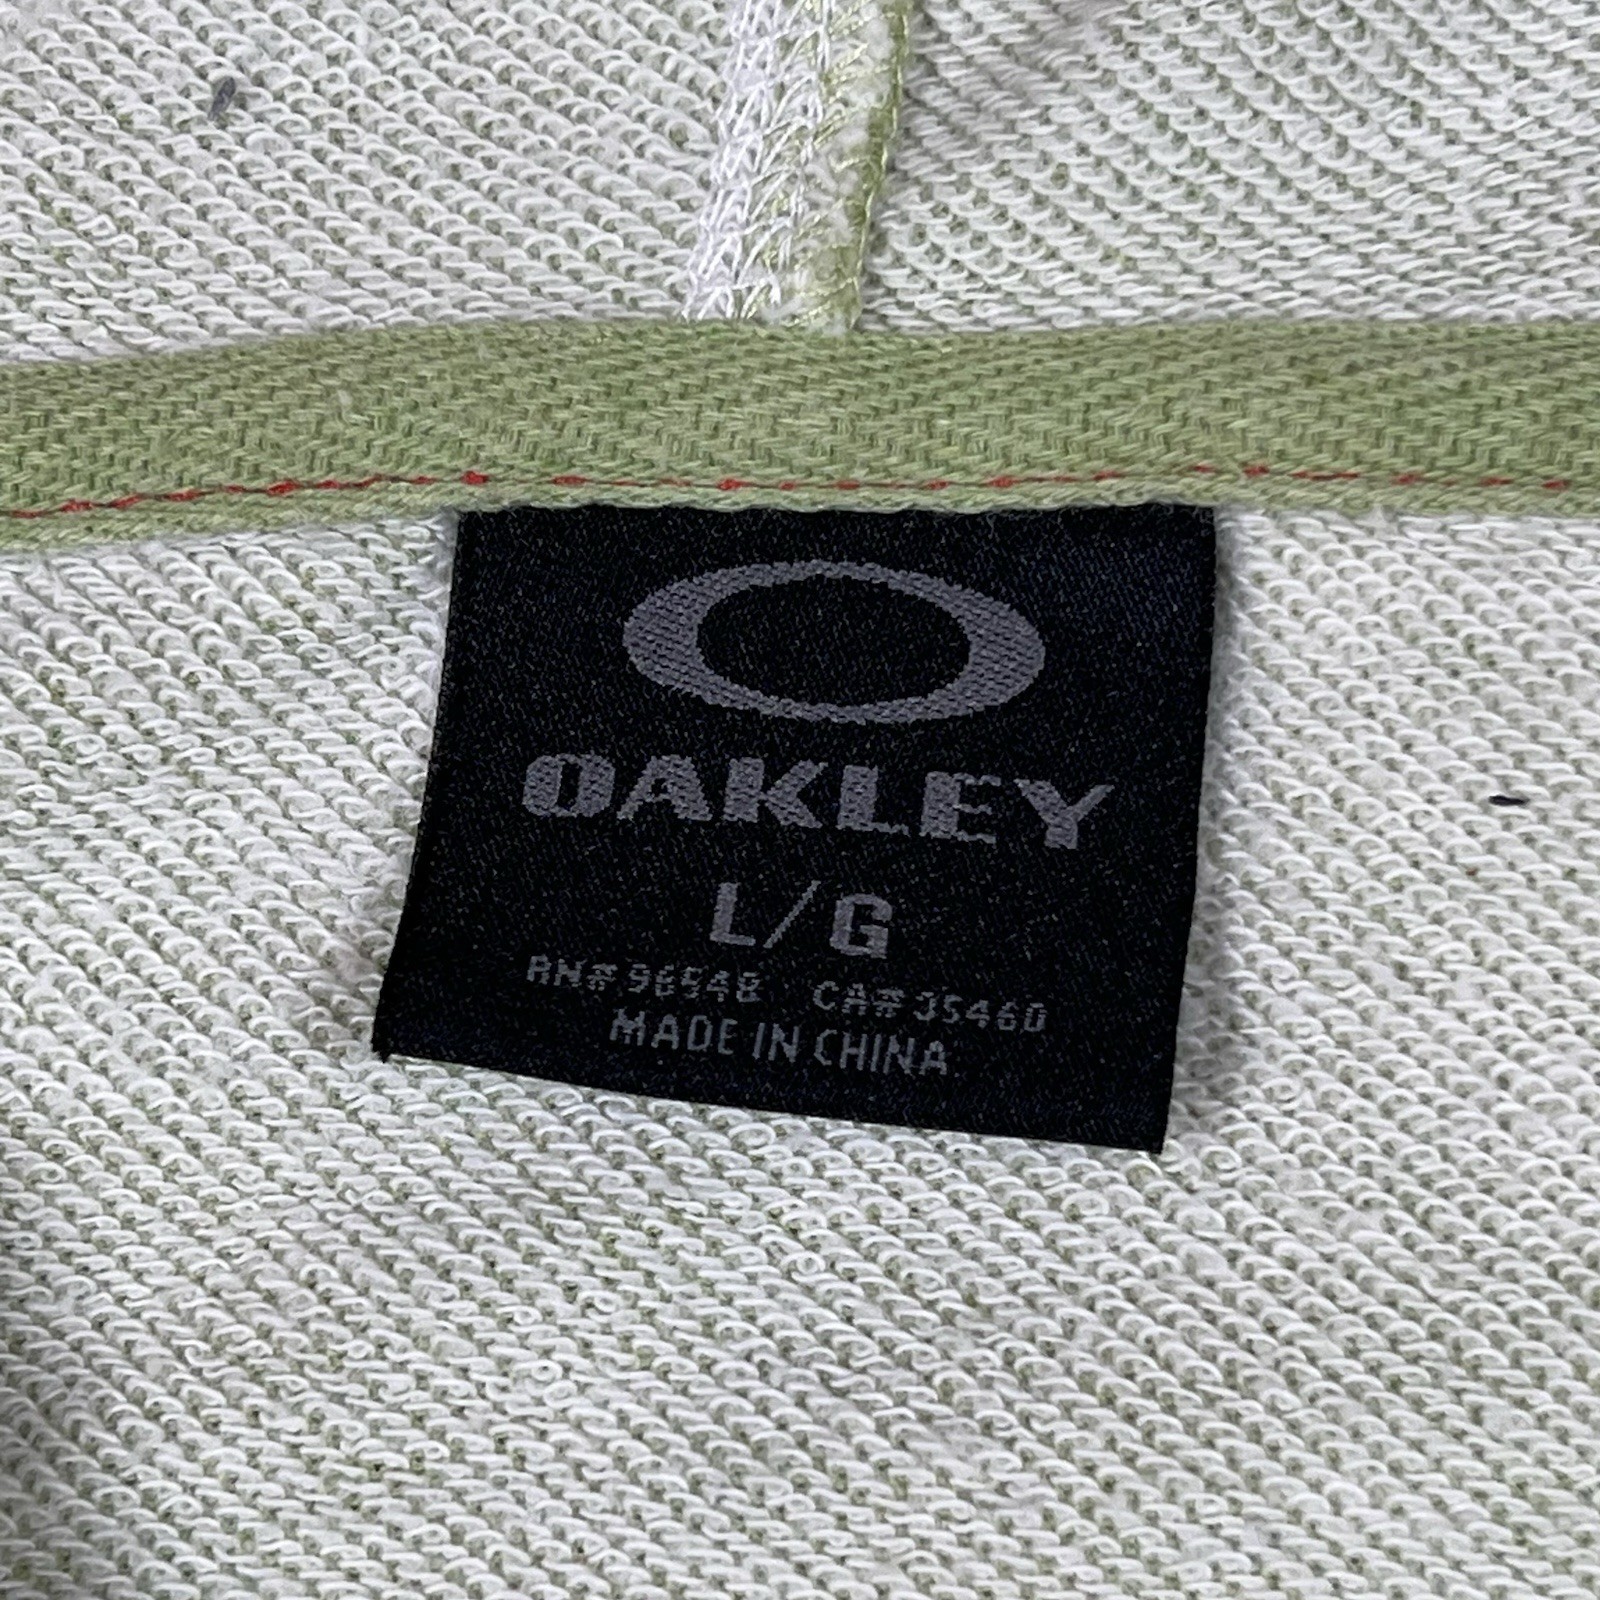 OAKLEY
L/G
RN# 96548 CA# 35460
MADE IN CHINA